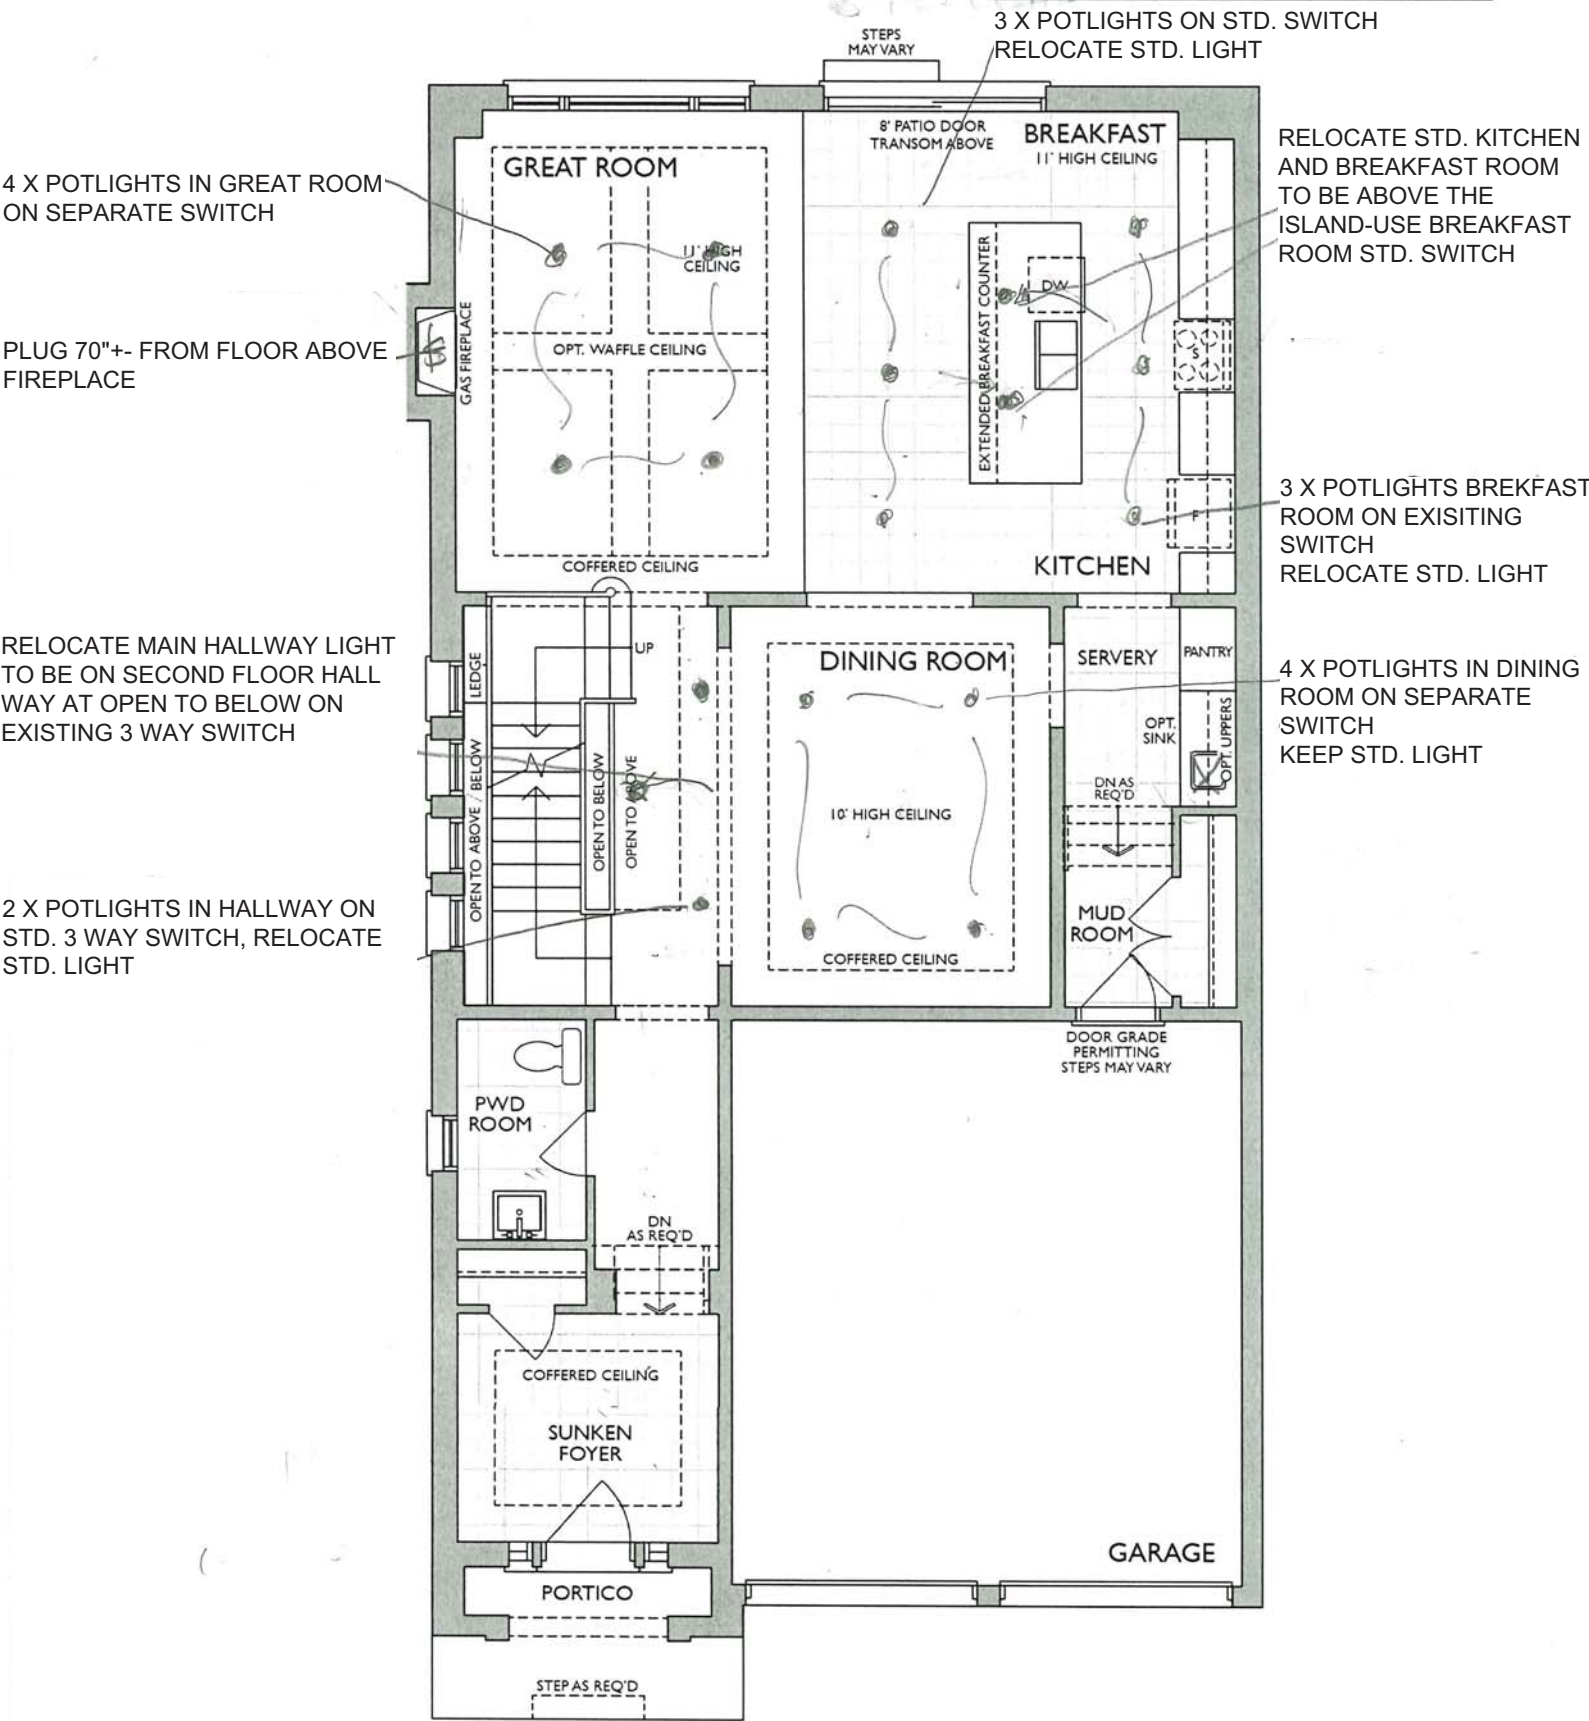 3 X POTLIGHTS ON STD. SWITCH
RELOCATE STD. LIGHT
STEPS
MAY VARY
8' PATIO DOOR
TRANSOM ABOVE
BREAKFAST
11' HIGH CEILING
RELOCATE STD. KITCHEN
AND BREAKFAST ROOM
TO BE ABOVE THE
ISLAND-USE BREAKFAST
ROOM STD. SWITCH
GREAT ROOM
4 X POTLIGHTS IN GREAT ROOM
ON SEPARATE SWITCH
11' HIGH
CEILING
EXTENDED BREAKFAST COUNTER
DW
GAS FIREPLACE
PLUG 70"+- FROM FLOOR ABOVE
FIREPLACE
OPT. WAFFLE CEILING
S
3 X POTLIGHTS BREKFAST
ROOM ON EXISITING
SWITCH
RELOCATE STD. LIGHT
F
COFFERED CEILING
KITCHEN
RELOCATE MAIN HALLWAY LIGHT
TO BE ON SECOND FLOOR HALL
WAY AT OPEN TO BELOW ON
EXISTING 3 WAY SWITCH
LEDGE
UP
DINING ROOM
SERVERY
PANTRY
4 X POTLIGHTS IN DINING
ROOM ON SEPARATE
SWITCH
KEEP STD. LIGHT
OPT.
SINK
OPT. UPPERS
OPEN TO ABOVE / BELOW
OPEN TO BELOW
OPEN TO ABOVE
DN AS
REQ'D
10' HIGH CEILING
2 X POTLIGHTS IN HALLWAY ON
STD. 3 WAY SWITCH, RELOCATE
STD. LIGHT
MUD
ROOM
COFFERED CEILING
DOOR GRADE
PERMITTING
STEPS MAY VARY
PWD
ROOM
DN
AS REQ'D
COFFERED CEILING
SUNKEN
FOYER
GARAGE
PORTICO
STEP AS REQ'D